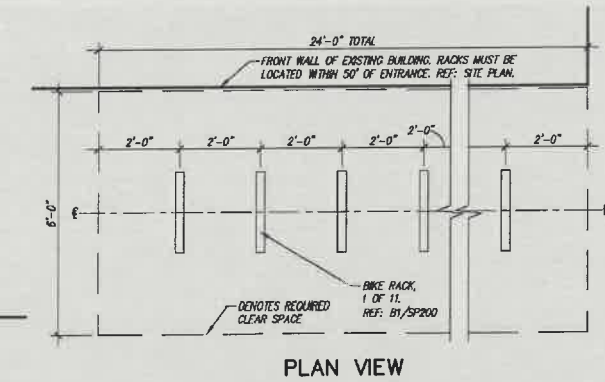 24'-0" TOTAL
FRONT WALL OF EXISTING BUILDING. RACKS MUST BE
LOCATED WITHIN 50' OF ENTRANCE. REF: SITE PLAN.
2'-0" 2'-0" 2'-0" 2'-0" 2'-0" 2'-0"
6'-0"
BIKE RACK,
1 OF 11.
REF: B1/SP200
DENOTES REQUIRED
CLEAR SPACE
PLAN VIEW